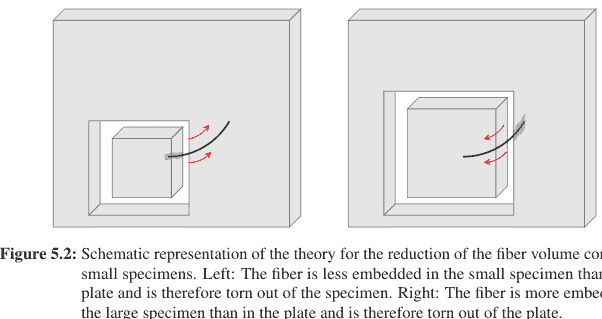 Figure 5.2: Schematic representation of the theory for the reduction of the fiber volume
small specimens. Left: The fiber is less embedded in the small specimen than
plate and is therefore torn out of the specimen. Right: The fiber is more
the large specimen than in the plate and is therefore torn out of the plate.